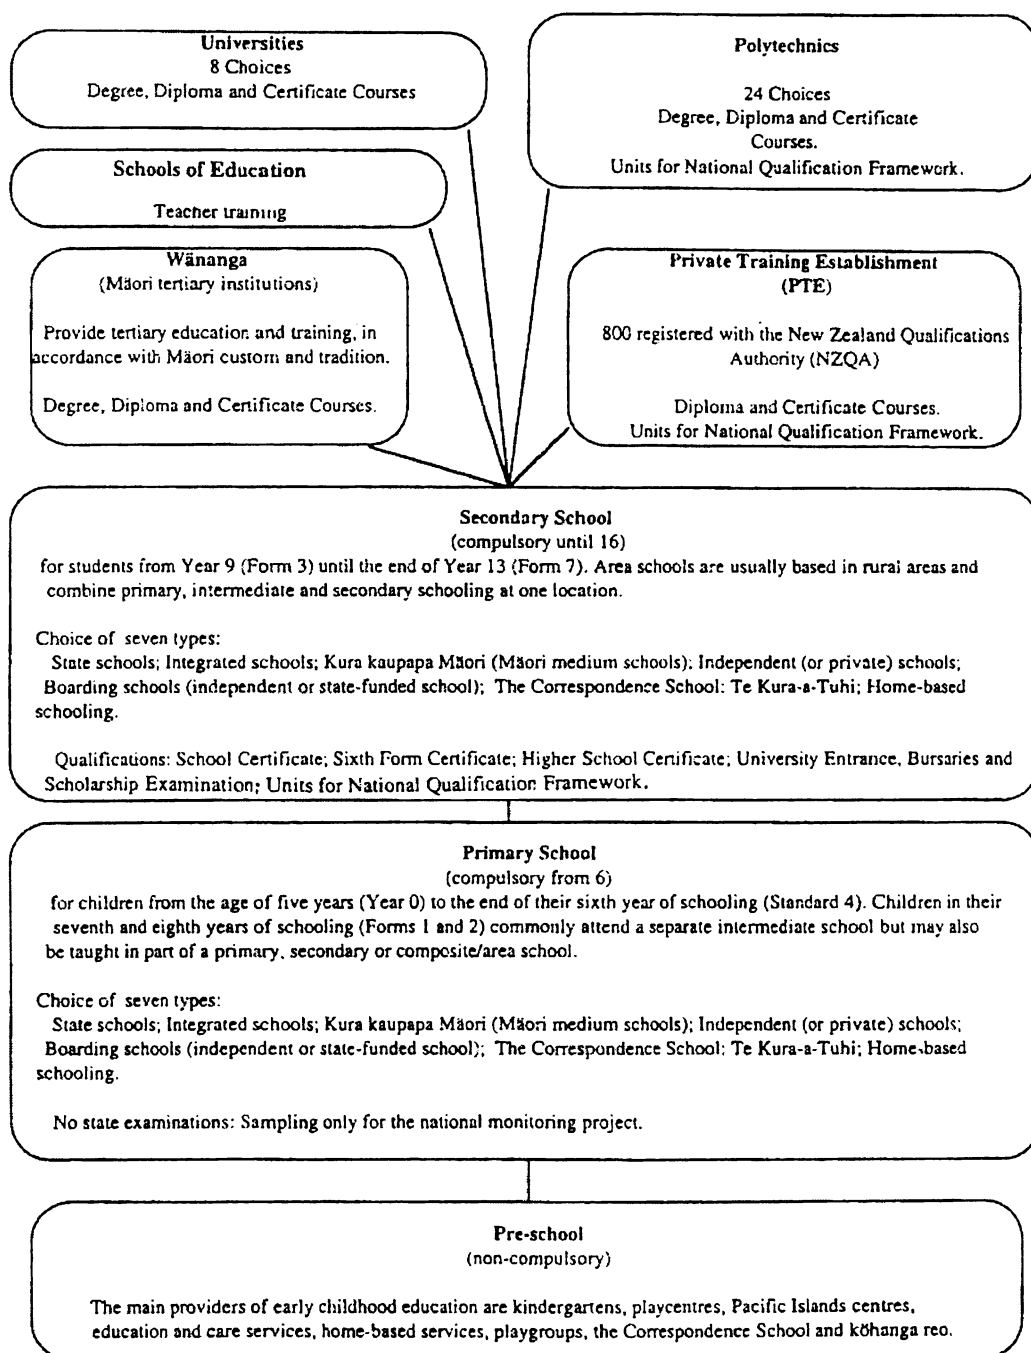 Universities
8 Choices
Degree, Diploma and Certificate Courses
Polytechnics
24 Choices
Degree, Diploma and Certificate
Courses.
Units for National Qualification Framework.
Schools of Education
Teacher training
Wänanga
(Mäori tertiary institutions)
Provide tertiary education and training, in
accordance with Mäori custom and tradition.
Degree, Diploma and Certificate Courses.
Private Training Establishment
(PTE)
800 registered with the New Zealand Qualifications
Authority (NZQA)
Diploma and Certificate Courses.
Units for National Qualification Framework.
Secondary School
(compulsory until 16)
for students from Year 9 (Form 3) until the end of Year 13 (Form 7). Area schools are usually based in rural areas and
combine primary, intermediate and secondary schooling at one location.
Choice of seven types:
State schools; Integrated schools; Kura kaupapa Mäori (Mäori medium schools); Independent (or private) schools;
Boarding schools (independent or state-funded school); The Correspondence School: Te Kura-a-Tuhi; Home-based
schooling.
Qualifications: School Certificate; Sixth Form Certificate; Higher School Certificate; University Entrance, Bursaries and
Scholarship Examination; Units for National Qualification Framework.
Primary School
(compulsory from 6)
for children from the age of five years (Year 0) to the end of their sixth year of schooling (Standard 4). Children in their
seventh and eighth years of schooling (Forms 1 and 2) commonly attend a separate intermediate school but may also
be taught in part of a primary, secondary or composite/area school.
Choice of seven types:
State schools; Integrated schools; Kura kaupapa Mäori (Mäori medium schools); Independent (or private) schools;
Boarding schools (independent or state-funded school); The Correspondence School: Te Kura-a-Tuhi; Home-based
schooling.
No state examinations: Sampling only for the national monitoring project.
Pre-school
(non-compulsory)
The main providers of early childhood education are kindergartens, playcentres, Pacific Islands centres,
education and care services, home-based services, playgroups, the Correspondence School and köhanga reo.